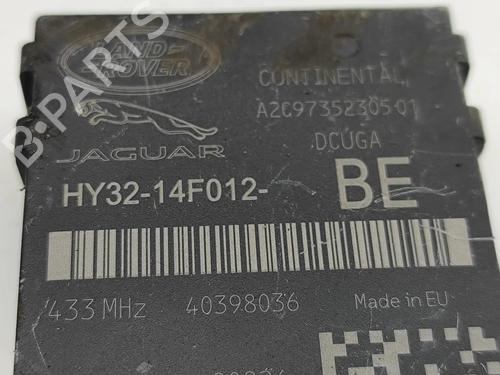 LAND-
ROVER
CONTINENTAL
A2C9735230501
DCUGA
JAGUAR
HY32-14F012-
BE
433 MHz
40398036
Made in EU
B-PARTS